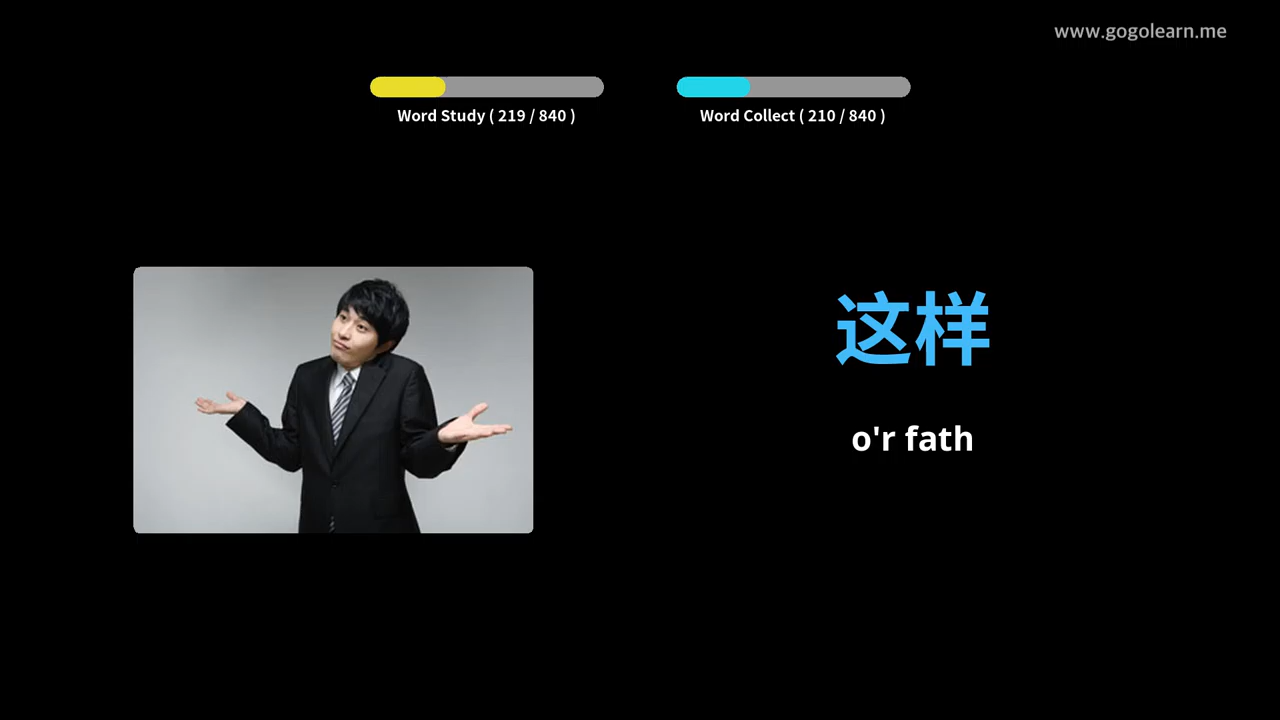 www.gogolearn.me
Word Study ( 219 / 840 )
Word Collect ( 210 / 840 )
这样
o'r fath